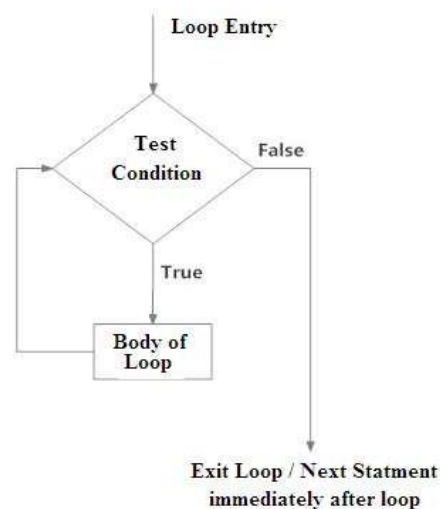 Loop Entry
Test
Condition
False
True
Body of
Loop
Exit Loop / Next Statment
immediately after loop